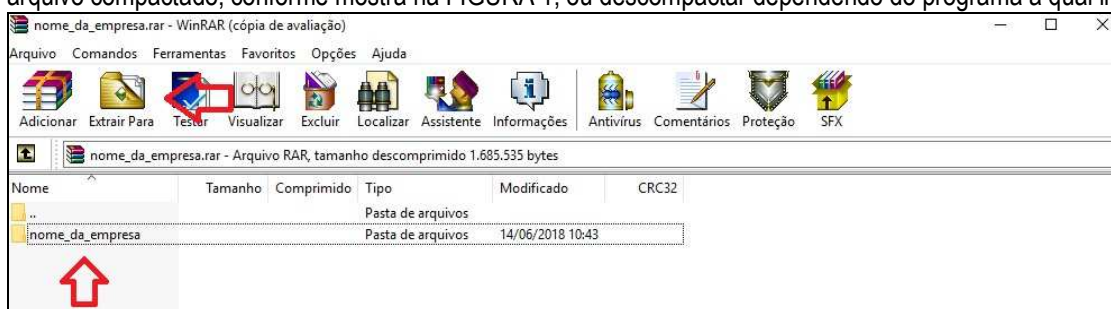 arquivo compactado, conforme mostra na FIGURA 1, ou descompactar dependendo do programa a qual
nome_da_empresa.rar - WinRAR (cópia de avaliação)
Arquivo Comandos Ferramentas Favoritos Opções Ajuda
Adicionar Extrair Para Testar Visualizar Excluir Localizar Assistente Informações Antivírus Comentários Proteção SFX
nome_da_empresa.rar - Arquivo RAR, tamanho descomprimido 1.685.535 bytes
Nome Tamanho Comprimido Tipo Modificado CRC32
.. Pasta de arquivos
nome_da_empresa Pasta de arquivos 14/06/2018 10:43